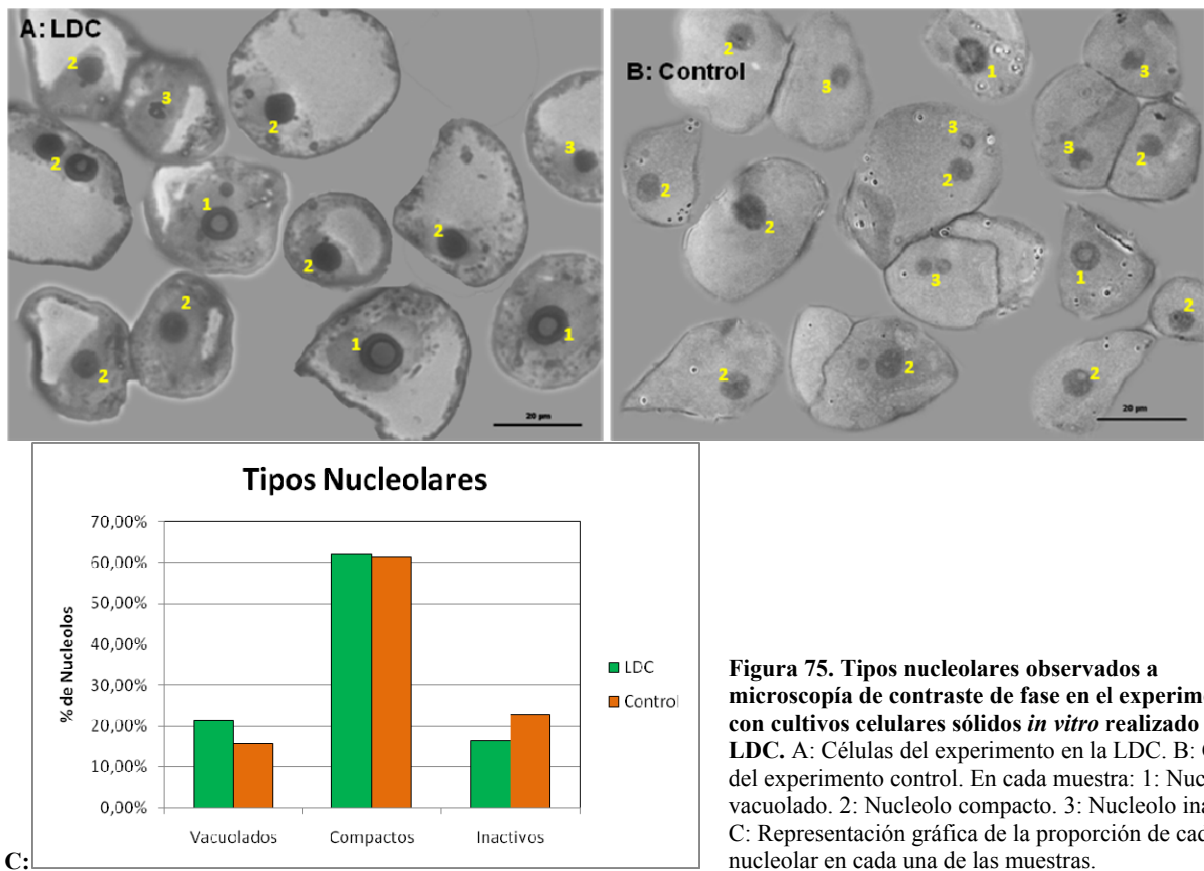 A: LDC
2
3
2
3
2
1
2
2
2
2
1
1
20 µm
B: Control
2
3
1
3
3
2
3
2
2
2
3
1
2
2
2
2
20 µm
Tipos Nucleolares
% de Nucleolos
70,00%
60,00%
50,00%
40,00%
30,00%
20,00%
10,00%
0,00%
Vacuolados
Compactos
Inactivos
LDC
Control
C:
Figura 75. Tipos nucleolares observados a
microscopía de contraste de fase en el
con cultivos celulares sólidos in vitro realizado
LDC. A: Células del experimento en la LDC. B:
del experimento control. En cada muestra: 1:
vacuolado. 2: Nucleolo compacto. 3: Nucleolo
C: Representación gráfica de la proporción de
nucleolar en cada una de las muestras.